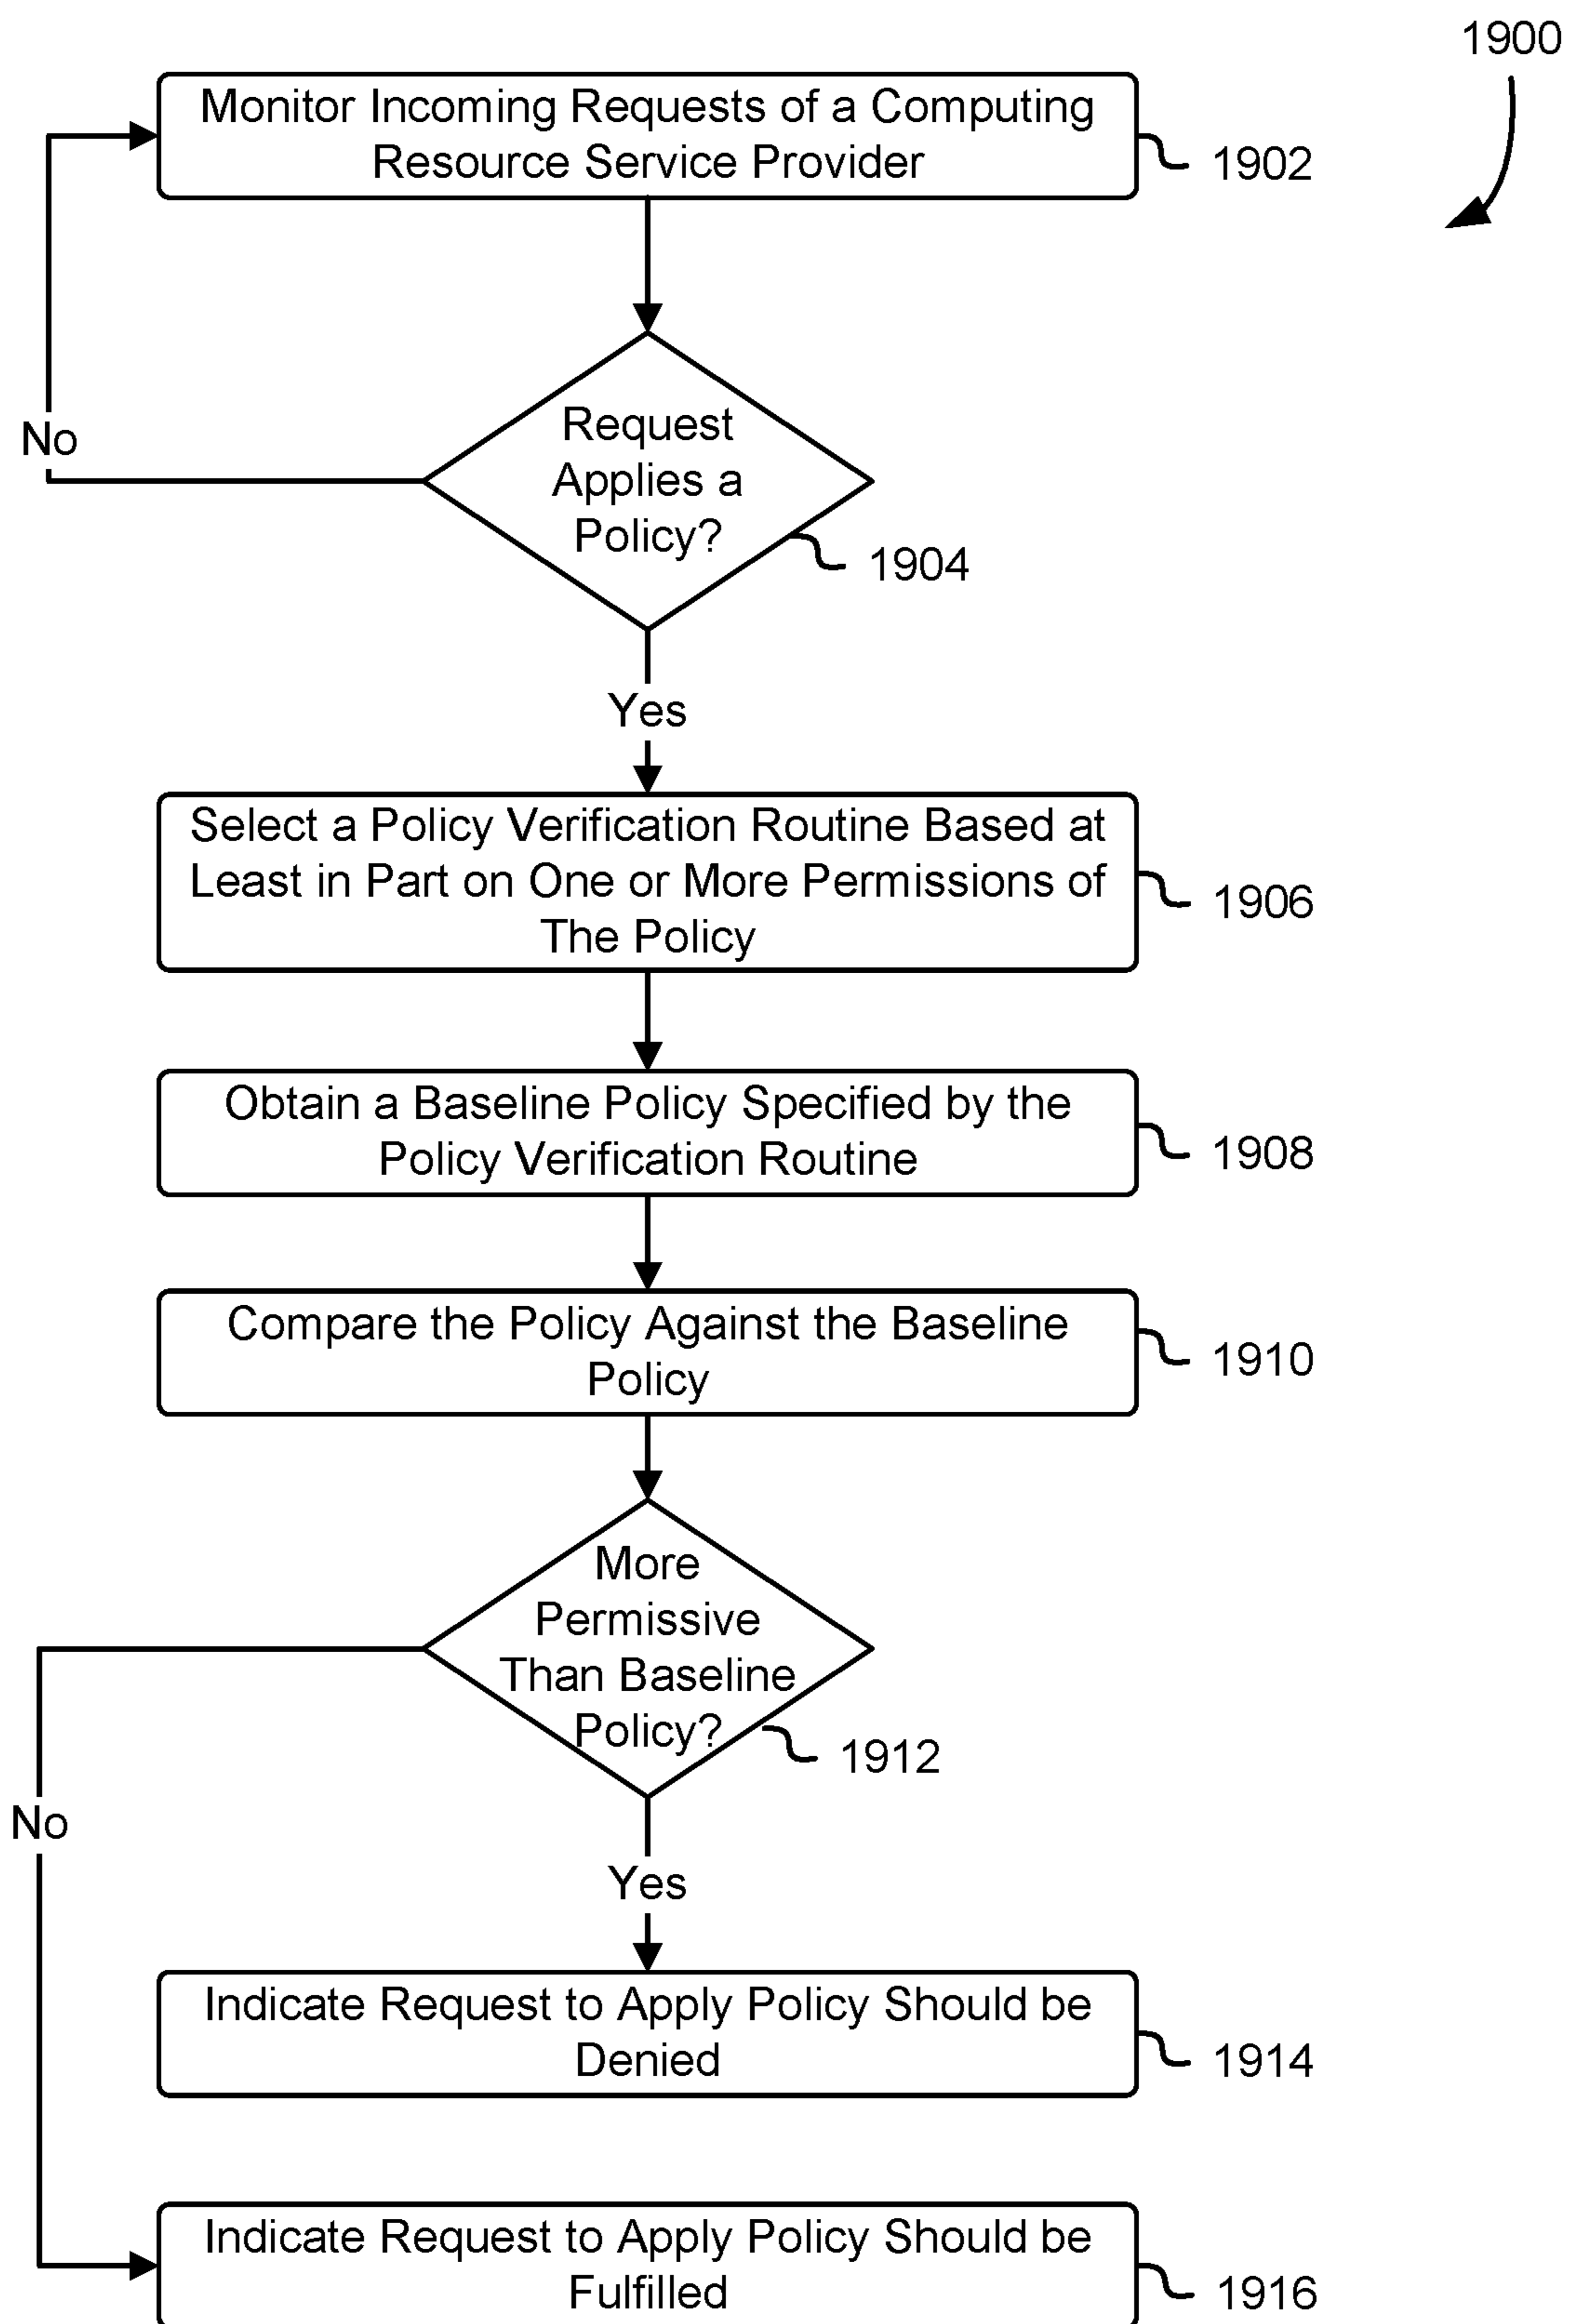 1900
Monitor Incoming Requests of a Computing
Resource Service Provider
1902
Request
Applies a
Policy?
1904
No
Yes
Select a Policy Verification Routine Based at
Least in Part on One or More Permissions of
The Policy
1906
Obtain a Baseline Policy Specified by the
Policy Verification Routine
1908
Compare the Policy Against the Baseline
Policy
1910
More
Permissive
Than Baseline
Policy?
1912
No
Yes
Indicate Request to Apply Policy Should be
Denied
1914
Indicate Request to Apply Policy Should be
Fulfilled
1916